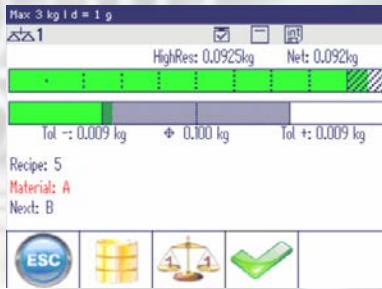 Max 3 kg | d = 1 g
1
int
HighRes: 0.0925kg Net: 0.092kg
Tol -: 0.009 kg 0.100 kg Tol +: 0.009 kg
Recipe: 5
Material: A
Next: B
ESC